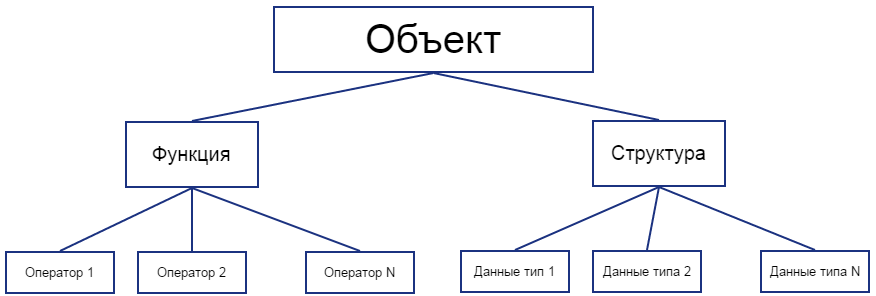 Объект
Функция
Структура
Оператор 1
Оператор 2
Оператор N
Данные тип 1
Данные типа 2
Данные типа N